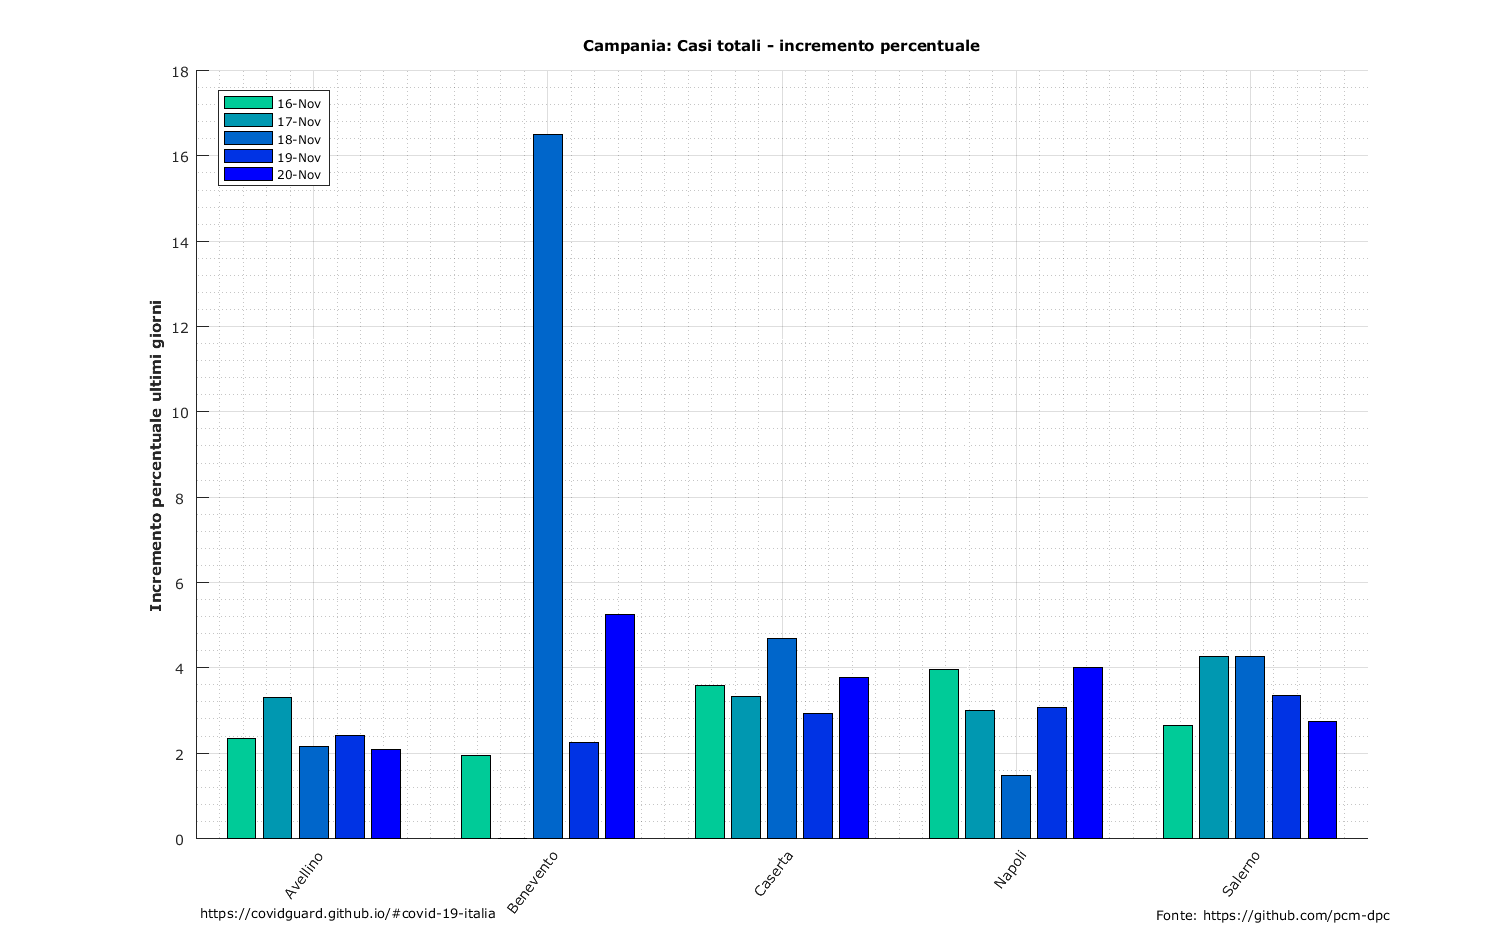 Campania: Casi totali - incremento percentuale
18
16
14
12
10
8
6
4
2
0
Incremento percentuale ultimi giorni
16-Nov
17-Nov
18-Nov
19-Nov
20-Nov
Avellino
Benevento
Caserta
Napoli
Salerno
https://covidguard.github.io/#covid-19-italia
Fonte: https://github.com/pcm-dpc